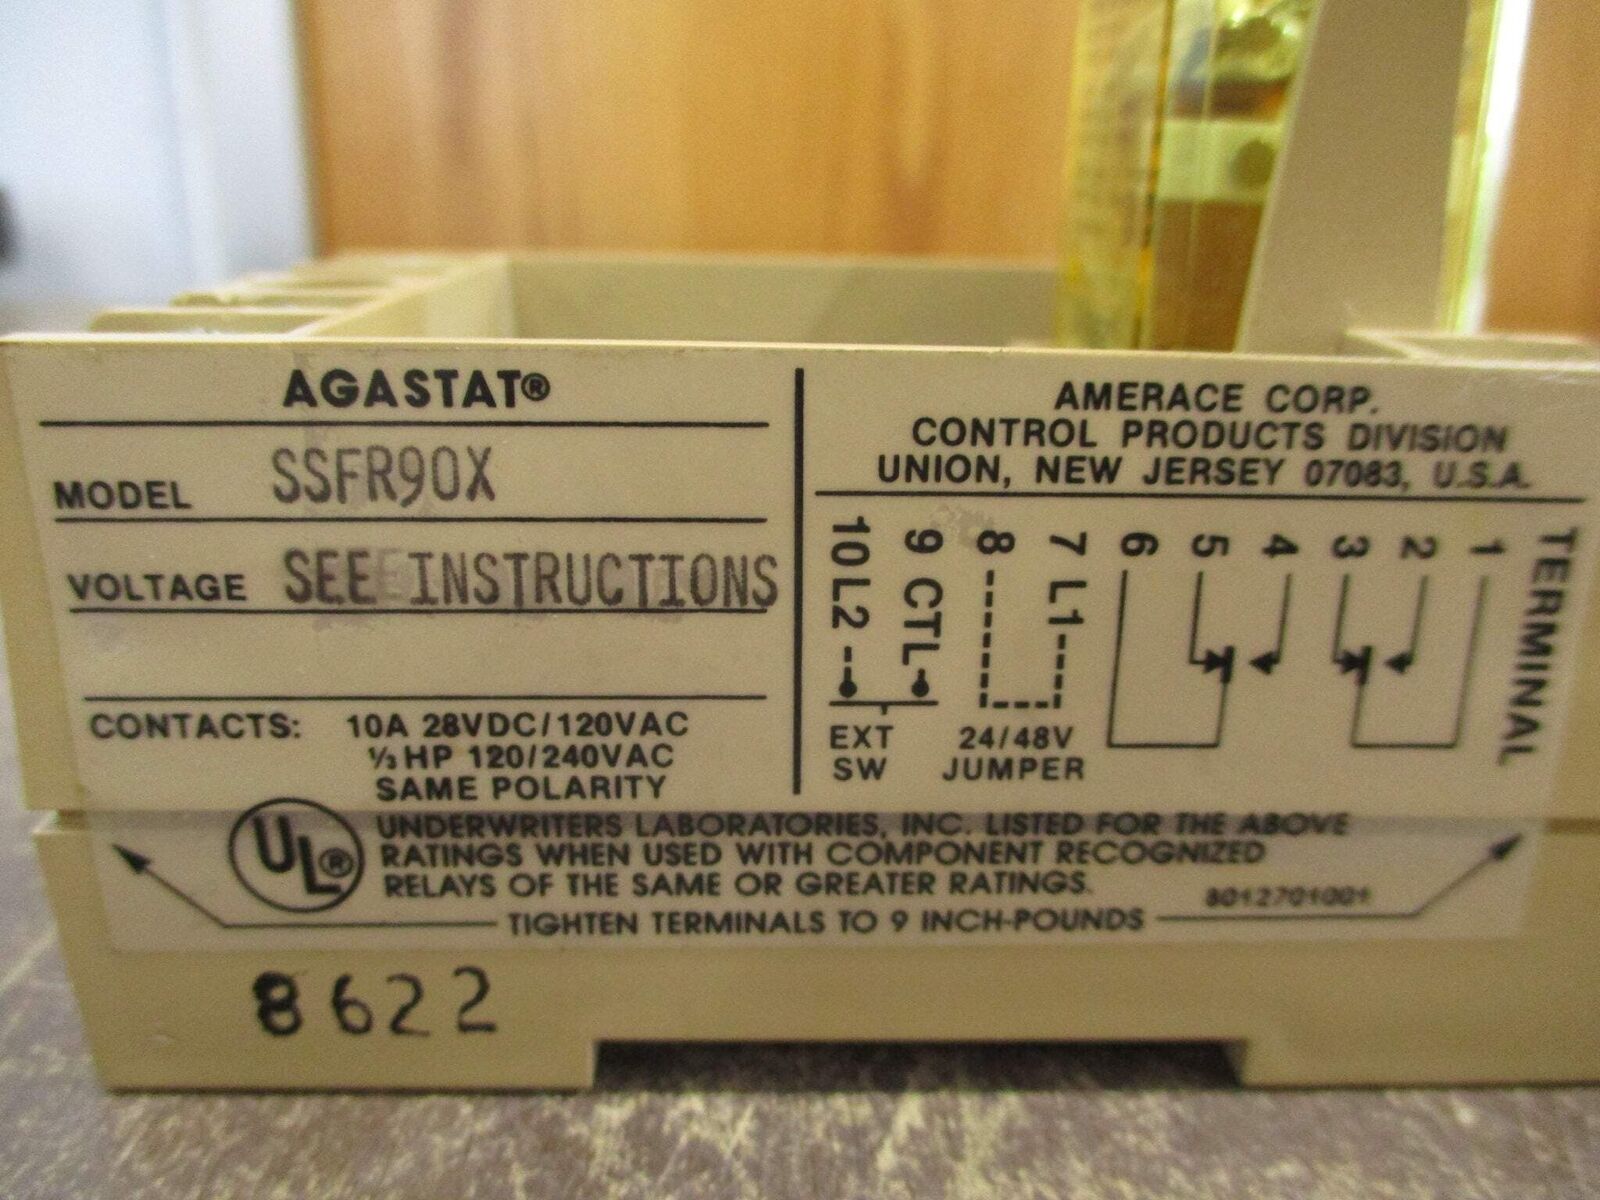 AGASTAT®
MODEL SSFR90X
VOLTAGE SEE INSTRUCTIONS
CONTACTS: 10A 28VDC/120VAC
⅓ HP 120/240VAC
SAME POLARITY
AMERACE CORP.
CONTROL PRODUCTS DIVISION
UNION, NEW JERSEY 07083, U.S.A.
10 L2
9 CTL
8
7 L1
6
5
4
3
2
1
TERMINAL
EXT SW
24/48V JUMPER
UL®
UNDERWRITERS LABORATORIES, INC. LISTED FOR THE ABOVE
RATINGS WHEN USED WITH COMPONENT RECOGNIZED
RELAYS OF THE SAME OR GREATER RATINGS.
8012701001
TIGHTEN TERMINALS TO 9 INCH-POUNDS
8622